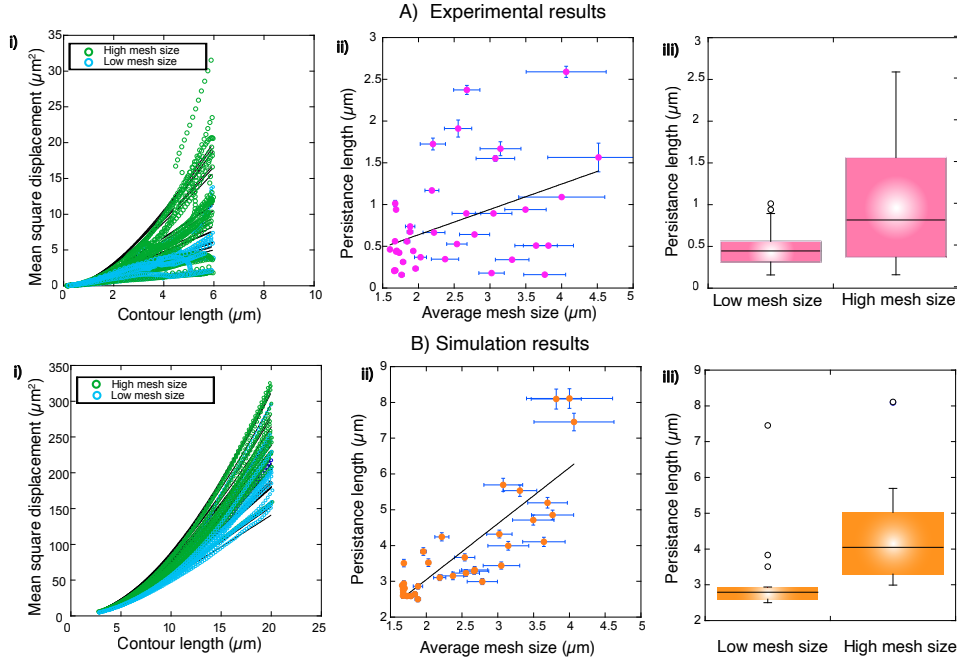 A) Experimental results
i)
High mesh size
Low mesh size
Mean square displacement (µm²)
35
30
25
20
15
10
5
0
0
2
4
6
8
10
Contour length (µm)
ii)
Persistance length (µm)
3
2.5
2
1.5
1
0.5
0
1.5
2
2.5
3
3.5
4
4.5
5
Average mesh size (µm)
iii)
Persistance length (µm)
3
2.5
2
1.5
1
0.5
0
Low mesh size
High mesh size
B) Simulation results
i)
High mesh size
Low mesh size
Mean square displacement (µm²)
350
300
250
200
150
100
50
0
0
5
10
15
20
25
Contour length (µm)
ii)
Persistance length (µm)
9
8
7
6
5
4
3
2
1.5
2
2.5
3
3.5
4
4.5
5
Average mesh size (µm)
iii)
Persistance length (µm)
9
8
7
6
5
4
3
2
Low mesh size
High mesh size